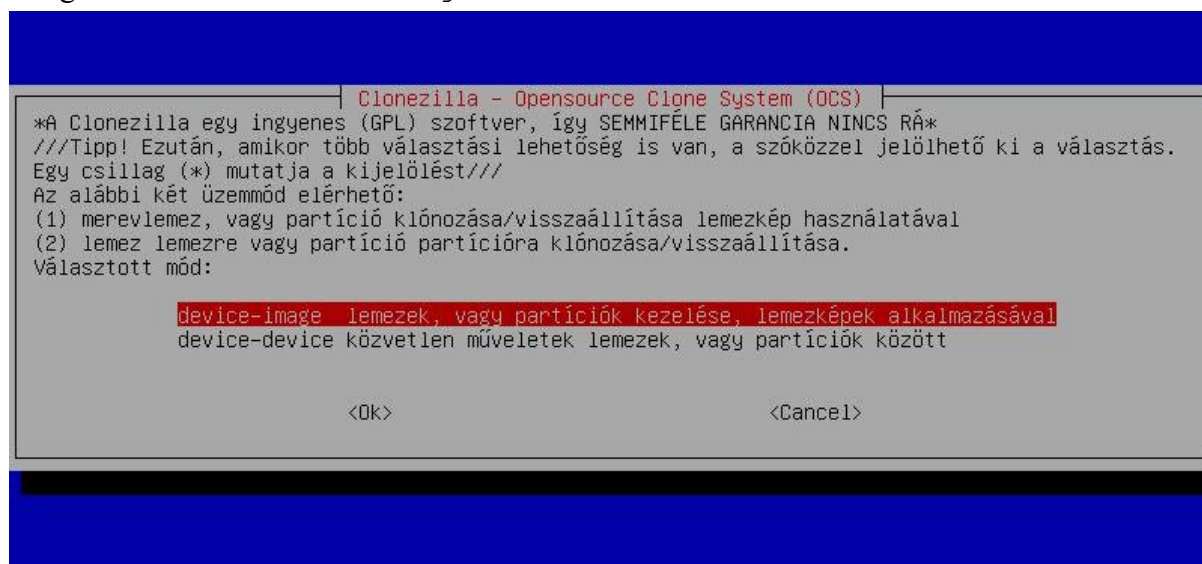 Clonezilla - Opensource Clone System (OCS)
*A Clonezilla egy ingyenes (GPL) szoftver, így SEMMIFÉLE GARANCIA NINCS RÁ*
///Tipp! Ezután, amikor több választási lehetőség is van, a szóközzel jelölhető ki a választás.
Egy csillag (*) mutatja a kijelölést///
Az alábbi két üzemmód elérhető:
(1) merevlemez, vagy partíció klónozása/visszaállítása lemezkép használatával
(2) lemez lemezre vagy partíció partícióra klónozása/visszaállítása.
Választott mód:
device-image lemezek, vagy partíciók kezelése, lemezképek alkalmazásával
device-device közvetlen műveletek lemezek, vagy partíciók között
<Ok> <Cancel>